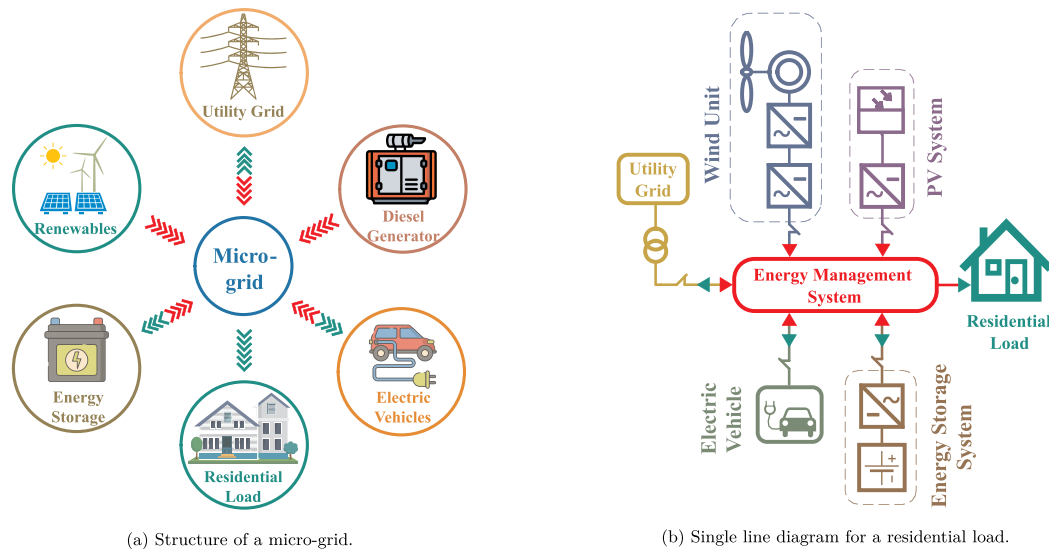 Utility Grid
Renewables
Diesel
Generator
Micro-
grid
Energy
Storage
Electric
Vehicles
Residential
Load
(a) Structure of a micro-grid.
Wind Unit
PV System
Utility
Grid
Energy Management
System
Residential
Load
Electric
Vehicle
Energy Storage
System
(b) Single line diagram for a residential load.